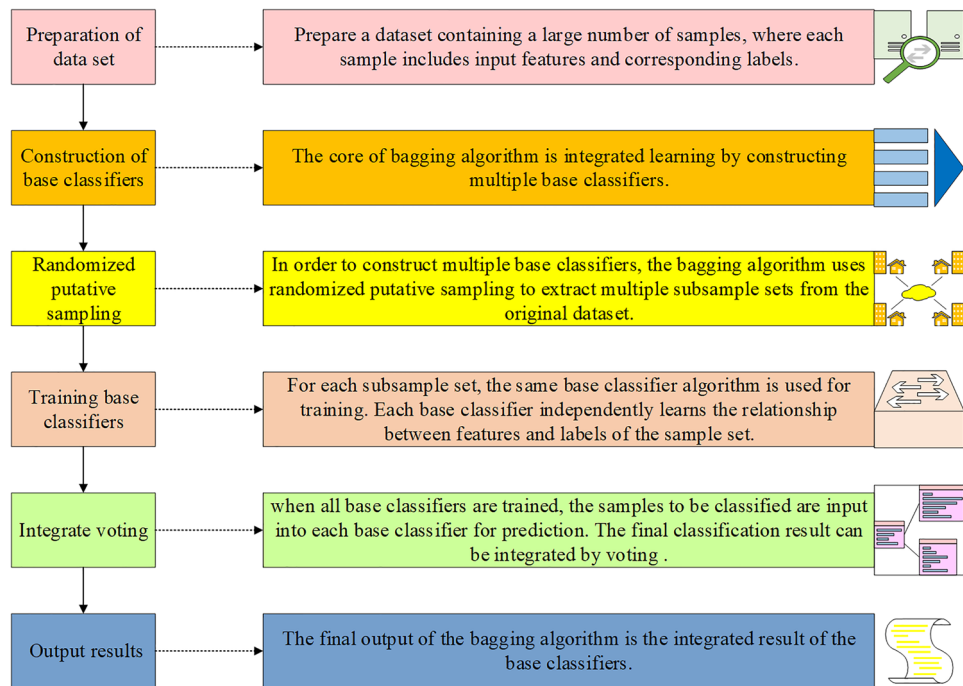 Preparation of
data set
Prepare a dataset containing a large number of samples, where each
sample includes input features and corresponding labels.
Construction of
base classifiers
The core of bagging algorithm is integrated learning by constructing
multiple base classifiers.
Randomized
putative
sampling
In order to construct multiple base classifiers, the bagging algorithm uses
randomized putative sampling to extract multiple subsample sets from the
original dataset.
Training base
classifiers
For each subsample set, the same base classifier algorithm is used for
training. Each base classifier independently learns the relationship
between features and labels of the sample set.
Integrate voting
when all base classifiers are trained, the samples to be classified are input
into each base classifier for prediction. The final classification result can
be integrated by voting .
Output results
The final output of the bagging algorithm is the integrated result of the
base classifiers.